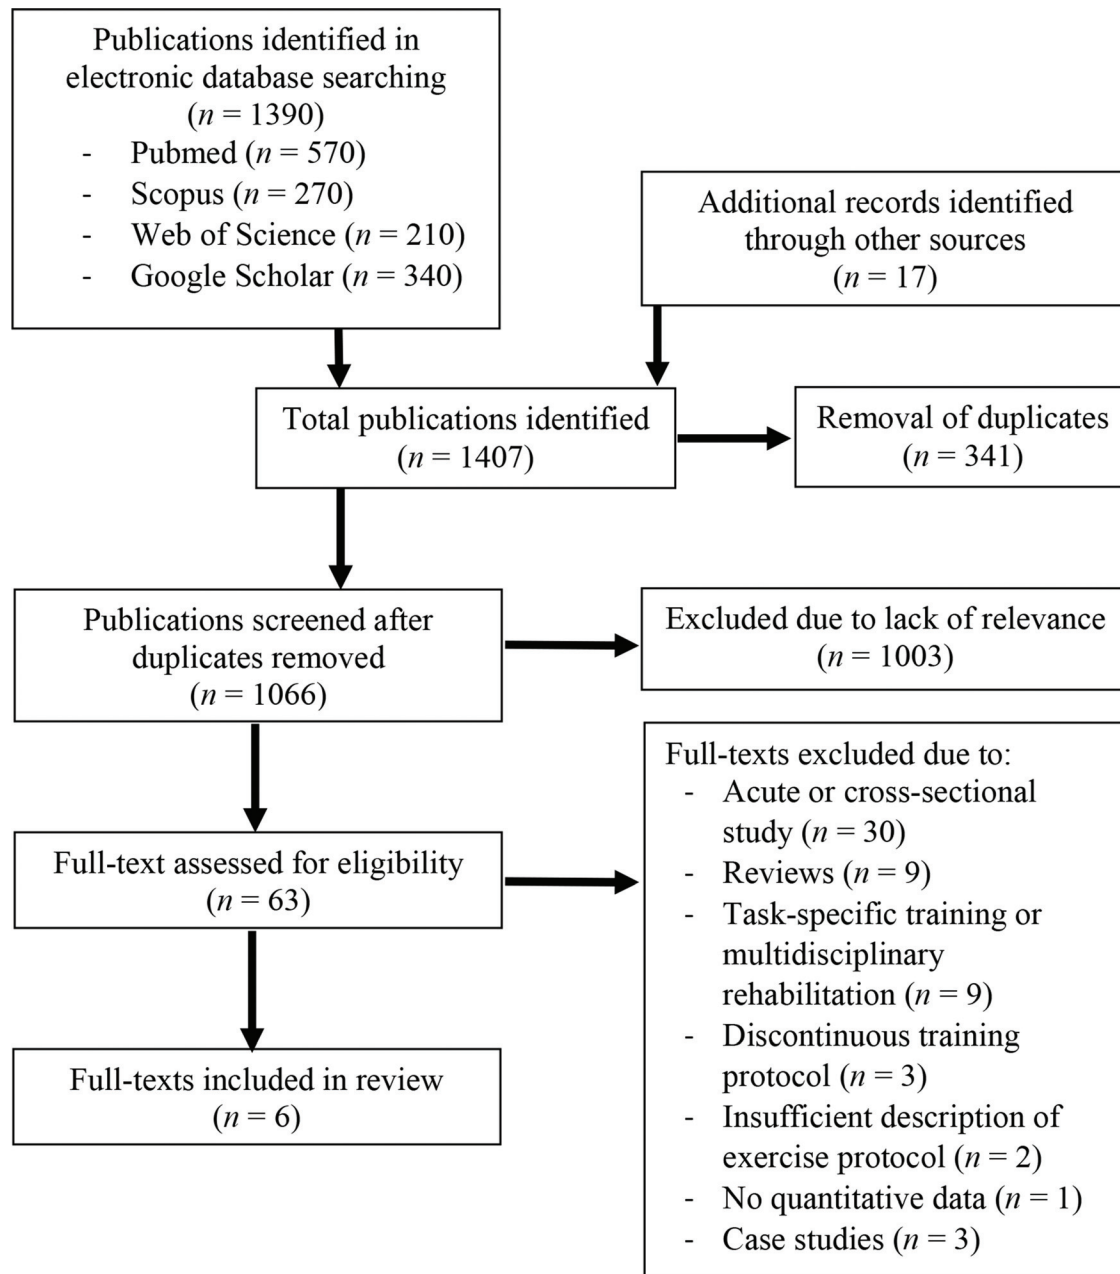 Publications identified in
electronic database searching
(n = 1390)
- Pubmed (n = 570)
- Scopus (n = 270)
- Web of Science (n = 210)
- Google Scholar (n = 340)
Additional records identified
through other sources
(n = 17)
Total publications identified
(n = 1407)
Removal of duplicates
(n = 341)
Publications screened after
duplicates removed
(n = 1066)
Excluded due to lack of relevance
(n = 1003)
Full-text assessed for eligibility
(n = 63)
Full-texts excluded due to:
- Acute or cross-sectional
study (n = 30)
- Reviews (n = 9)
- Task-specific training or
multidisciplinary
rehabilitation (n = 9)
- Discontinuous training
protocol (n = 3)
- Insufficient description of
exercise protocol (n = 2)
- No quantitative data (n = 1)
- Case studies (n = 3)
Full-texts included in review
(n = 6)